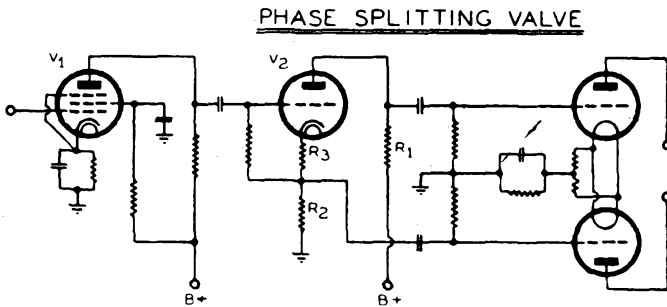 PHASE SPLITTING VALVE
V1
V2
R3
R1
R2
B+
B+